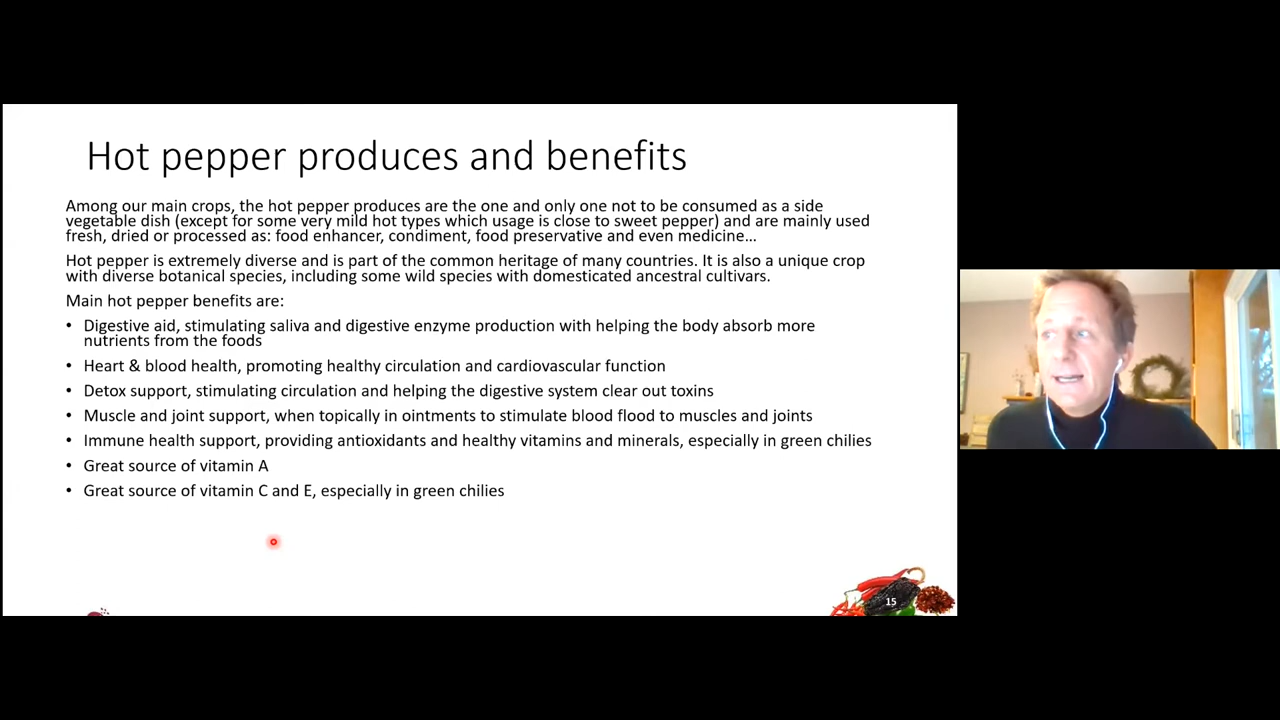 Hot pepper produces and benefits
Among our main crops, the hot pepper produces are the one and only one not to be consumed as a side
vegetable dish (except for some very mild hot types which usage is close to sweet pepper) and are mainly used
fresh, dried or processed as: food enhancer, condiment, food preservative and even medicine...
Hot pepper is extremely diverse and is part of the common heritage of many countries. It is also a unique crop
with diverse botanical species, including some wild species with domesticated ancestral cultivars.
Main hot pepper benefits are:
• Digestive aid, stimulating saliva and digestive enzyme production with helping the body absorb more
nutrients from the foods
• Heart & blood health, promoting healthy circulation and cardiovascular function
• Detox support, stimulating circulation and helping the digestive system clear out toxins
• Muscle and joint support, when topically in ointments to stimulate blood flood to muscles and joints
• Immune health support, providing antioxidants and healthy vitamins and minerals, especially in green chilies
• Great source of vitamin A
• Great source of vitamin C and E, especially in green chilies
15